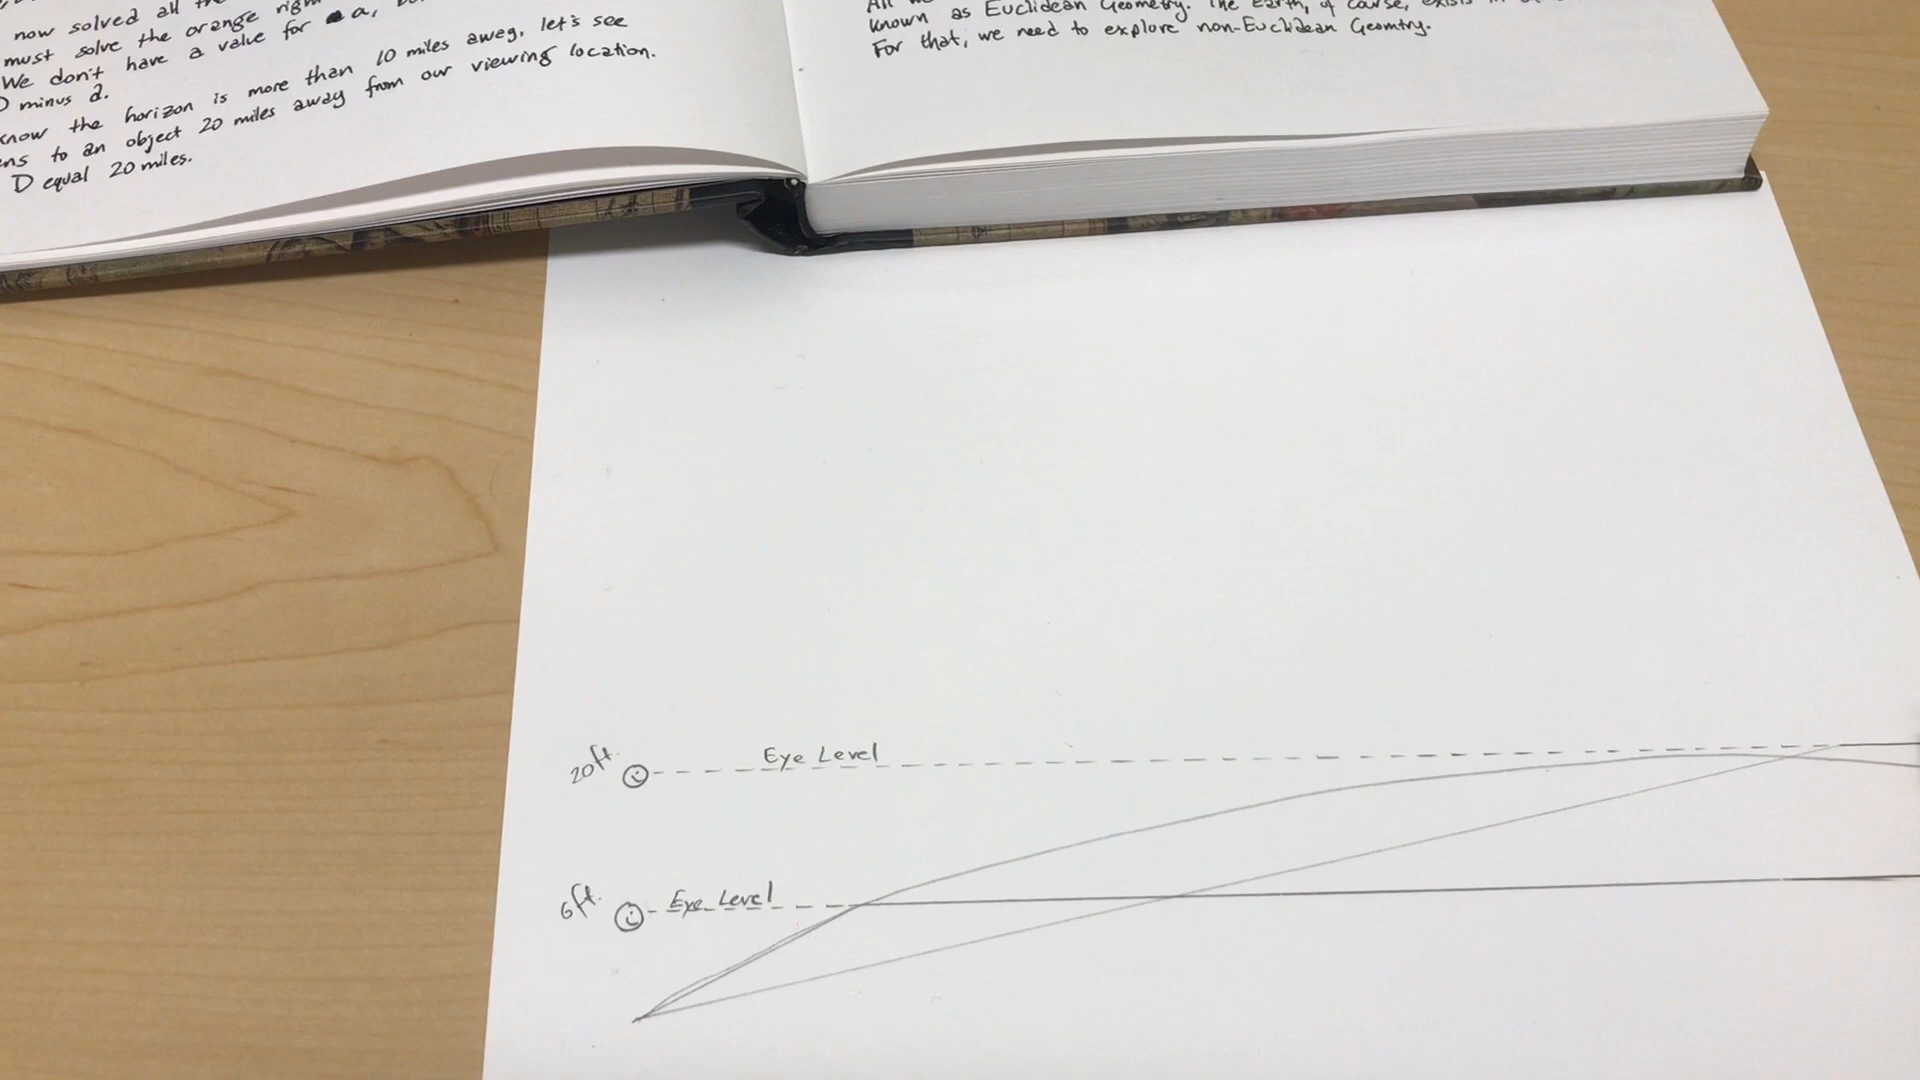 now solved all
must solve the orange
We don't have a value for a,
D minus d.
know the horizon is more than 10 miles aweg, let's see
to an object 20 miles away from our viewing location.
D equal 20 miles.
known as Euclidean Geometry. The Earth, of course, exists in
For that, we need to explore non-Euclidean Geomtry.
20ft. Eye Level
6ft. Eye Level